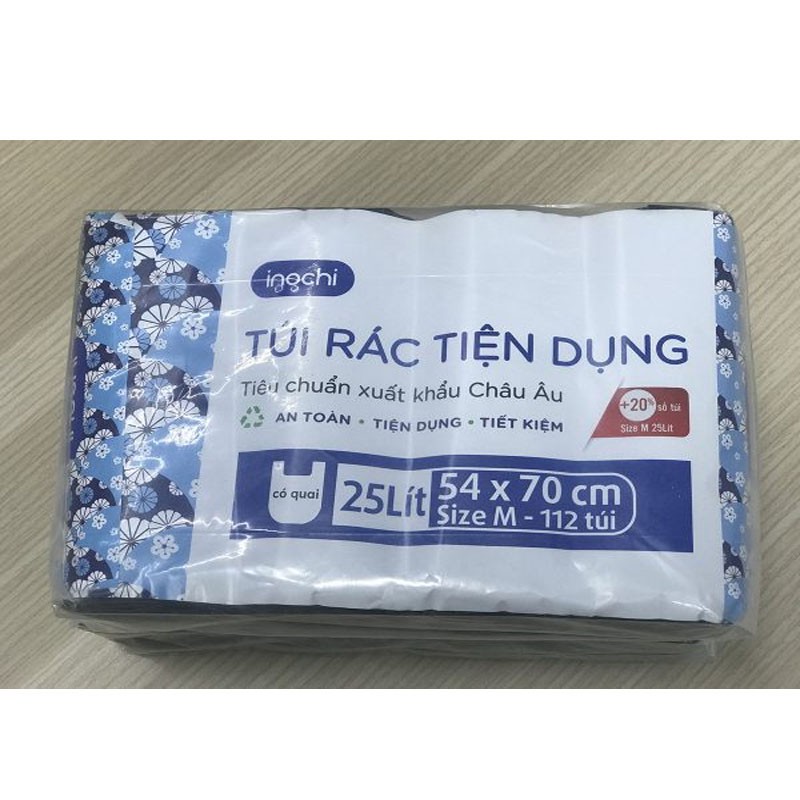 inochi
TÚI RÁC TIỆN DỤNG
Tiêu chuẩn xuất khẩu Châu Âu
AN TOÀN • TIỆN DỤNG • TIẾT KIỆM
+20% số túi
Size M 25Lít
có quai
25Lít
54 x 70 cm
Size M - 112 túi